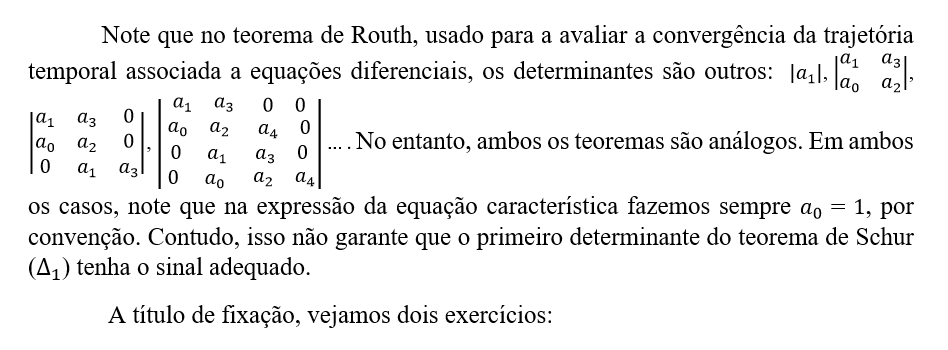 Note que no teorema de Routh, usado para a avaliar a convergência da trajetória
temporal associada a equações diferenciais, os determinantes são outros: |a₁|, |a₁ a₃; a₀ a₂|,
|a₁ a₃ 0; a₀ a₂ 0; 0 a₁ a₃|, |a₁ a₃ 0 0; a₀ a₂ a₄ 0; 0 a₁ a₃ 0; 0 a₀ a₂ a₄| ... . No entanto, ambos os teoremas são análogos. Em ambos
os casos, note que na expressão da equação característica fazemos sempre a₀ = 1, por
convenção. Contudo, isso não garante que o primeiro determinante do teorema de Schur
(Δ₁) tenha o sinal adequado.
A título de fixação, vejamos dois exercícios: